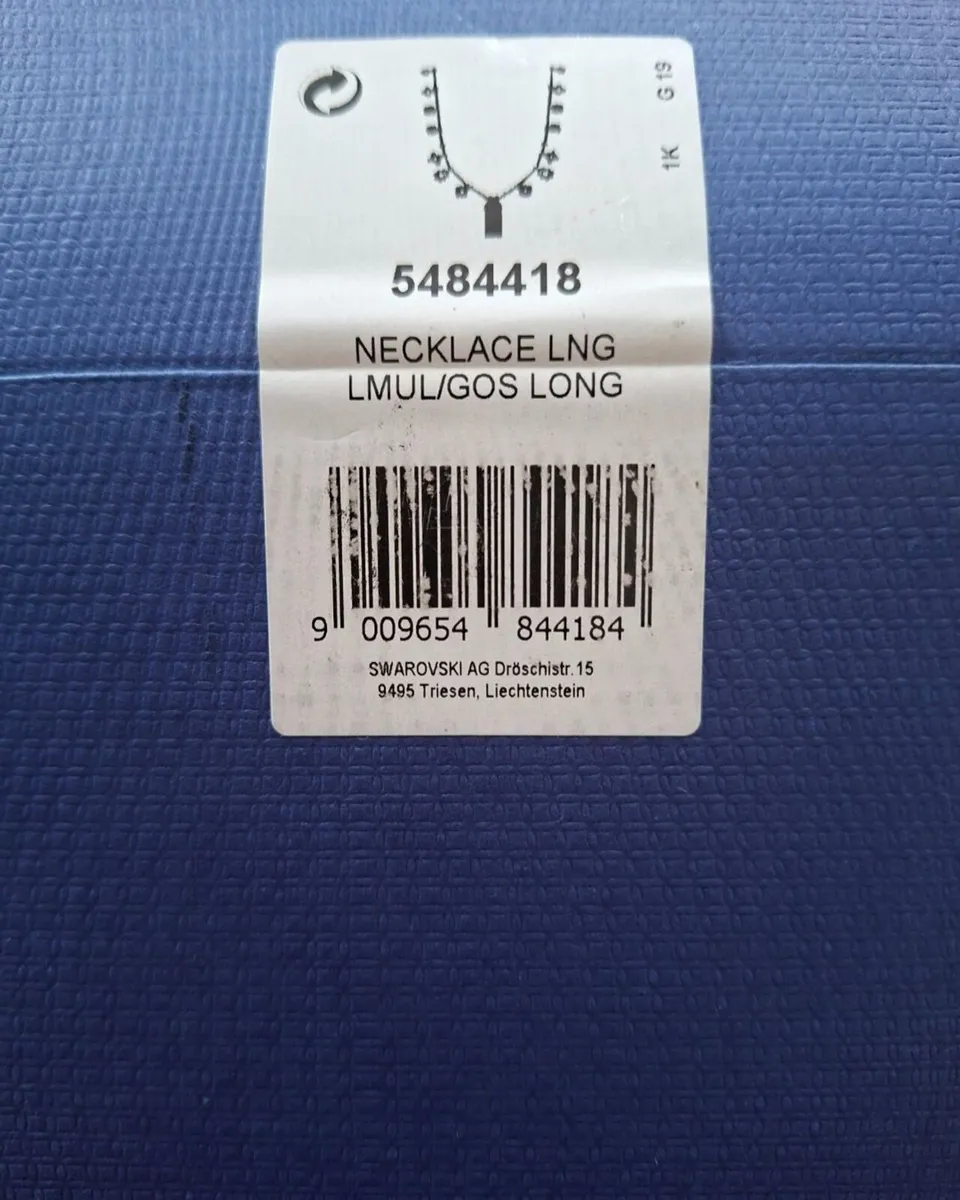 G 19
1K
5484418
NECKLACE LNG
LMUL/GOS LONG
9 009654 844184
SWAROVSKI AG Dröschistr. 15
9495 Triesen, Liechtenstein